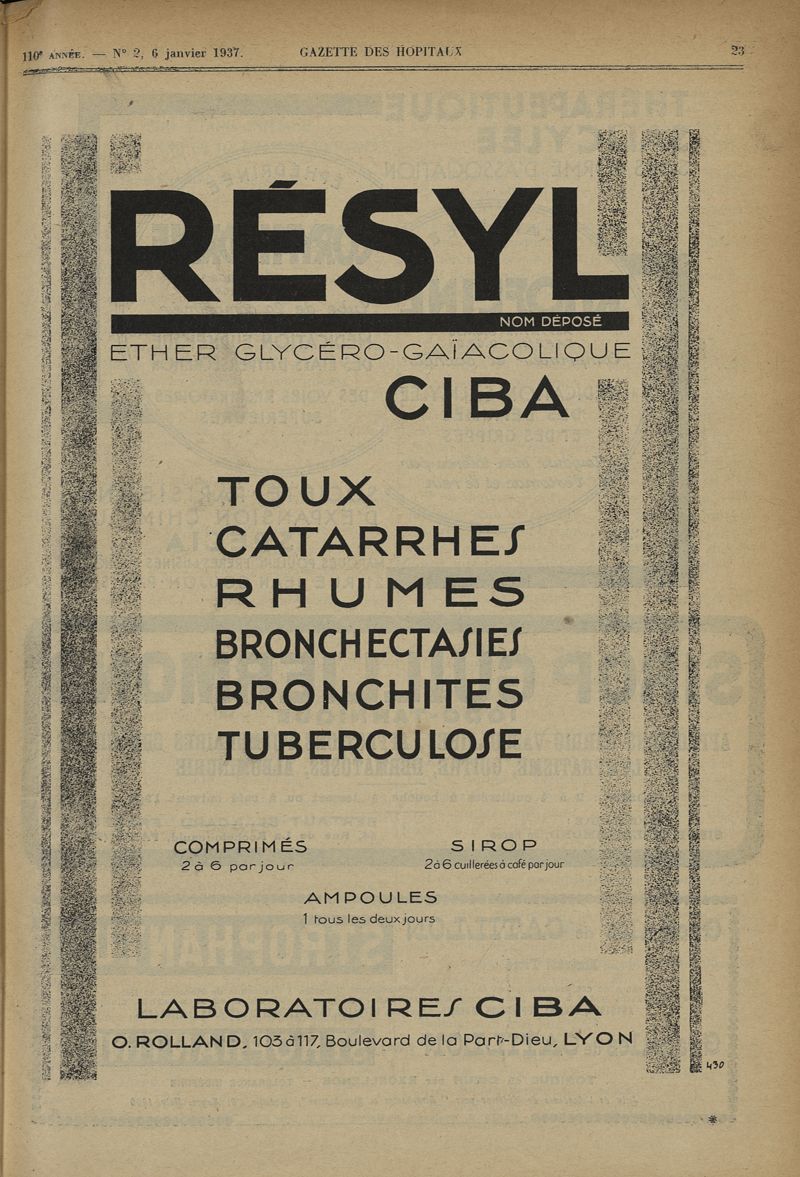 110e ANNÉE. — N° 2, 6 janvier 1937. GAZETTE DES HOPITAUX 23
RÉSYL
NOM DÉPOSÉ
ETHER GLYCÉRO-GAÏACOLIQUE
CIBA
TOUX
CATARRHES
RHUMES
BRONCHECTASIES
BRONCHITES
TUBERCULOSE
COMPRIMÉS
2 à 6 par jour
SIROP
2 à 6 cuillerées à café par jour
AMPOULES
1 tous les deux jours
LABORATOIRES CIBA
O. ROLLAND, 103 à 117, Boulevard de la Part-Dieu, LYON
430
*